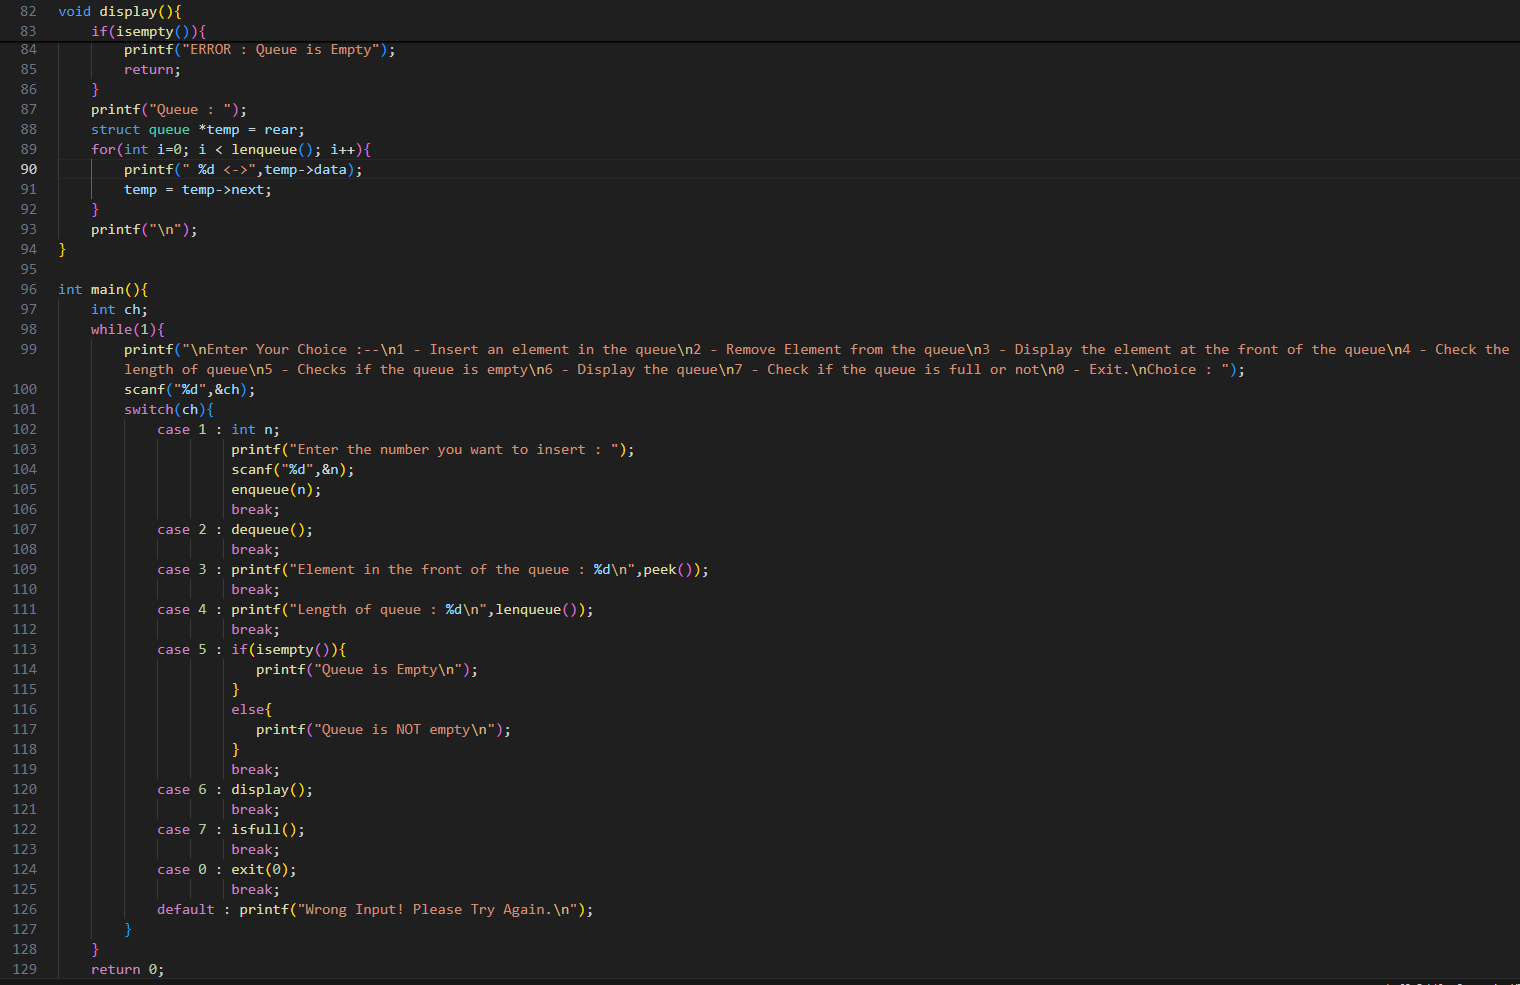 82 void display(){
83 if(isempty()){
84 printf("ERROR : Queue is Empty");
85 return;
86 }
87 printf("Queue : ");
88 struct queue *temp = rear;
89 for(int i=0; i < lenqueue(); i++){
90 printf(" %d <->",temp->data);
91 temp = temp->next;
92 }
93 printf("\n");
94 }
95
96 int main(){
97 int ch;
98 while(1){
99 printf("\nEnter Your Choice :--\n1 - Insert an element in the queue\n2 - Remove Element from the queue\n3 - Display the element at the front of the queue\n4 - Check the
length of queue\n5 - Checks if the queue is empty\n6 - Display the queue\n7 - Check if the queue is full or not\n0 - Exit.\nChoice : ");
100 scanf("%d",&ch);
101 switch(ch){
102 case 1 : int n;
103 printf("Enter the number you want to insert : ");
104 scanf("%d",&n);
105 enqueue(n);
106 break;
107 case 2 : dequeue();
108 break;
109 case 3 : printf("Element in the front of the queue : %d\n",peek());
110 break;
111 case 4 : printf("Length of queue : %d\n",lenqueue());
112 break;
113 case 5 : if(isempty()){
114 printf("Queue is Empty\n");
115 }
116 else{
117 printf("Queue is NOT empty\n");
118 }
119 break;
120 case 6 : display();
121 break;
122 case 7 : isfull();
123 break;
124 case 0 : exit(0);
125 break;
126 default : printf("Wrong Input! Please Try Again.\n");
127 }
128 }
129 return 0;